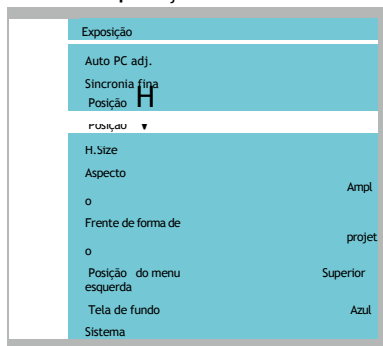 Exposição
Auto PC adj.
Sincronia fina
Posição H
Posição V
H.Size
Aspecto
Ampl
o
Frente de forma de
projet
o
Posição do menu Superior
esquerda
Tela de fundo Azul
Sistema